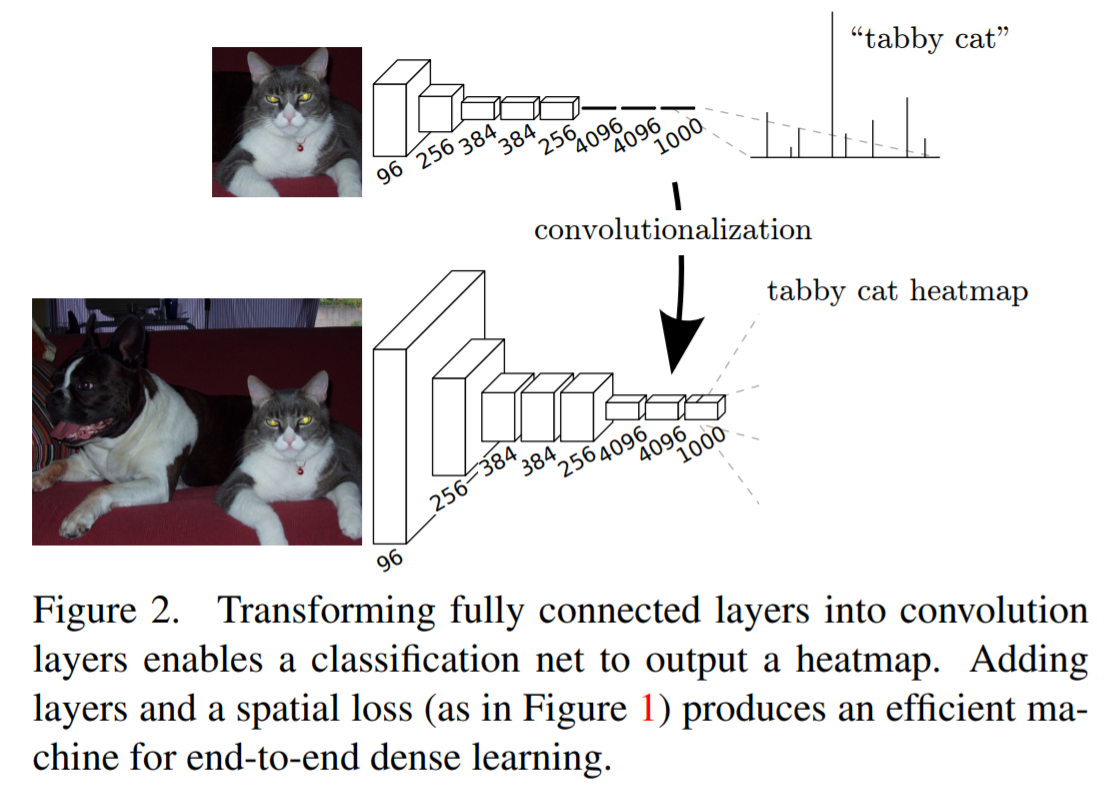 “tabby cat”
96
256
384
384
256
4096
4096
1000
convolutionalization
tabby cat heatmap
96
256
384
384
256
4096
4096
1000
Figure 2. Transforming fully connected layers into convolution
layers enables a classification net to output a heatmap. Adding
layers and a spatial loss (as in Figure 1) produces an efficient ma-
chine for end-to-end dense learning.